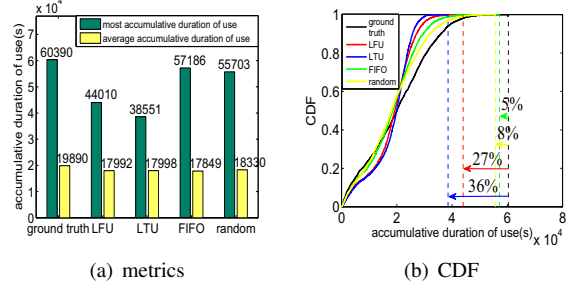 x 10^4
accumulative duration of use(s)
7
6
5
4
3
2
1
0
most accumulative duration of use
average accumulative duration of use
60390
19890
44010
17992
38551
17998
57186
17849
55703
18330
ground truth LFU LTU FIFO random
(a) metrics
CDF
1
0.8
0.6
0.4
0.2
0
ground
truth
LFU
LTU
FIFO
random
5%
8%
27%
36%
0 2 4 6 8
accumulative duration of use(s)
x 10^4
(b) CDF